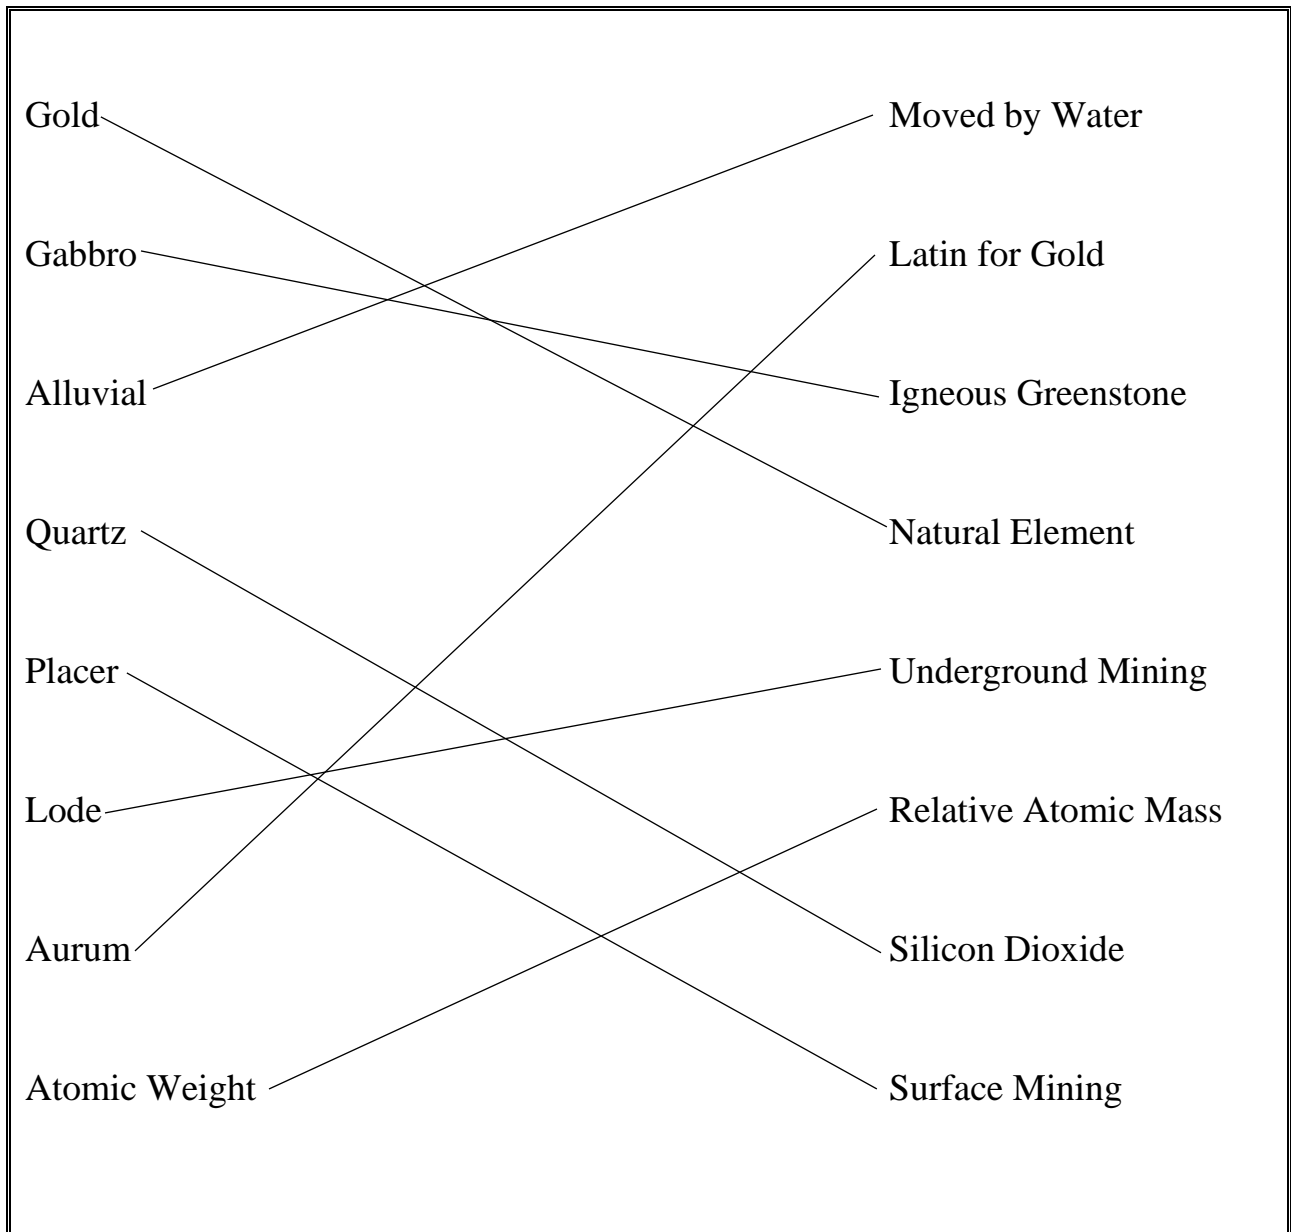 Gold Moved by Water
Gabbro Latin for Gold
Alluvial Igneous Greenstone
Quartz Natural Element
Placer Underground Mining
Lode Relative Atomic Mass
Aurum Silicon Dioxide
Atomic Weight Surface Mining